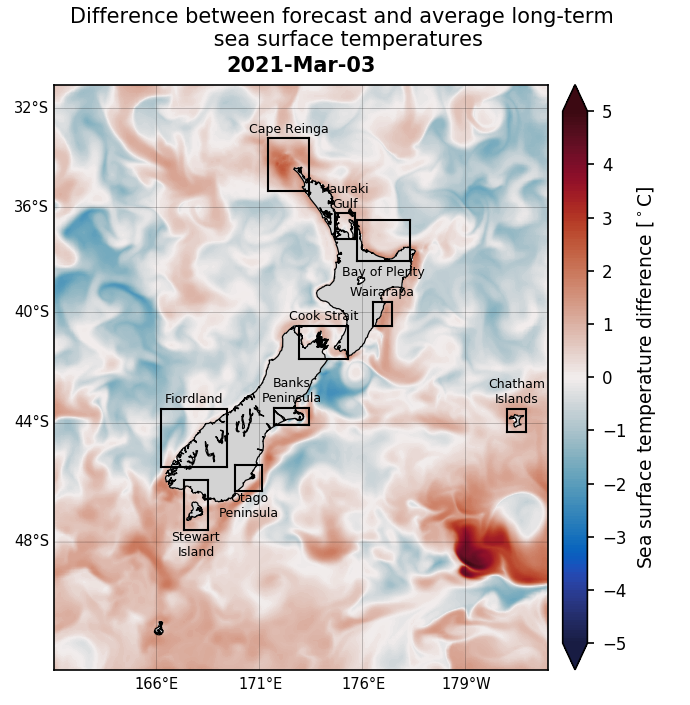 Difference between forecast and average long-term
sea surface temperatures
2021-Mar-03
32°S
36°S
40°S
44°S
48°S
166°E
171°E
176°E
179°W
Cape Reinga
Hauraki
Gulf
Bay of Plenty
Wairarapa
Cook Strait
Banks
Peninsula
Fiordland
Chatham
Islands
Otago
Peninsula
Stewart
Island
5
4
3
2
1
0
−1
−2
−3
−4
−5
Sea surface temperature difference [°C]